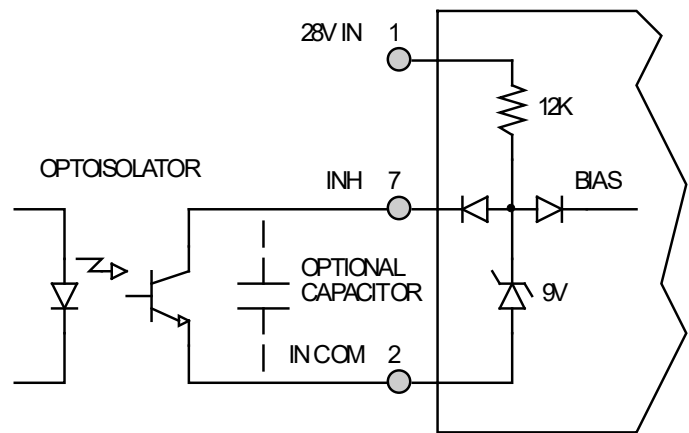 28V IN 1
12K
OPTOISOLATOR
INH 7
BIAS
OPTIONAL
CAPACITOR
9V
IN COM 2